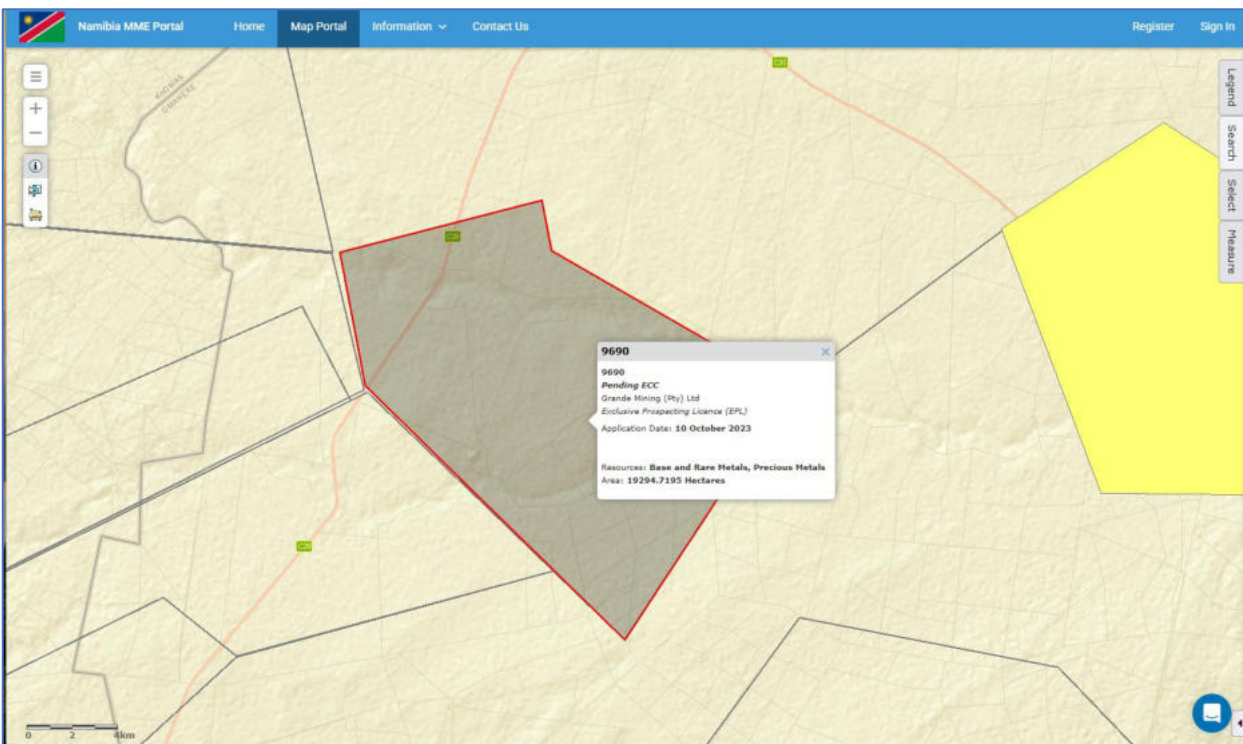 Namibia MME Portal
Home
Map Portal
Information
Contact Us
Register
Sign In
KHOMAS
OMAHEKE
Legend
Search
Select
Measure
9690
9690
Pending ECC
Grande Mining (Pty) Ltd
Exclusive Prospecting Licence (EPL)
Application Date: 10 October 2023
Resources: Base and Rare Metals, Precious Metals
Area: 19294.7195 Hectares
0 2 4km